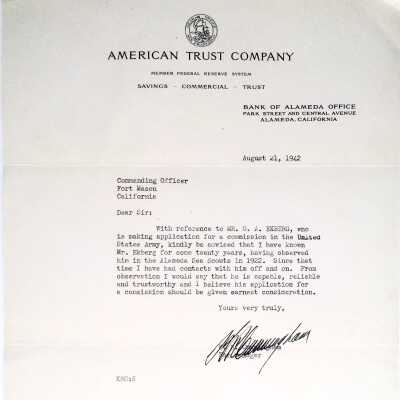 AMERICAN TRUST COMPANY
MEMBER FEDERAL RESERVE SYSTEM
SAVINGS · COMMERCIAL · TRUST
BANK OF ALAMEDA OFFICE
PARK STREET AND CENTRAL AVENUE
ALAMEDA, CALIFORNIA
August 21, 1942
Commanding Officer
Fort Mason
California
Dear Sir:
With reference to MR. G. A. EKBERG, who
is making application for a commission in the United
States Army, kindly be advised that I have known
Mr. Ekberg for some twenty years, having observed
him in the Alameda Sea Scouts in 1922. Since that
time I have had contacts with him off and on. From
observation I would say that he is capable, reliable
and trustworthy and I believe his application for
a comission should be given earnest consideration.
Yours very truly,
Cunningham